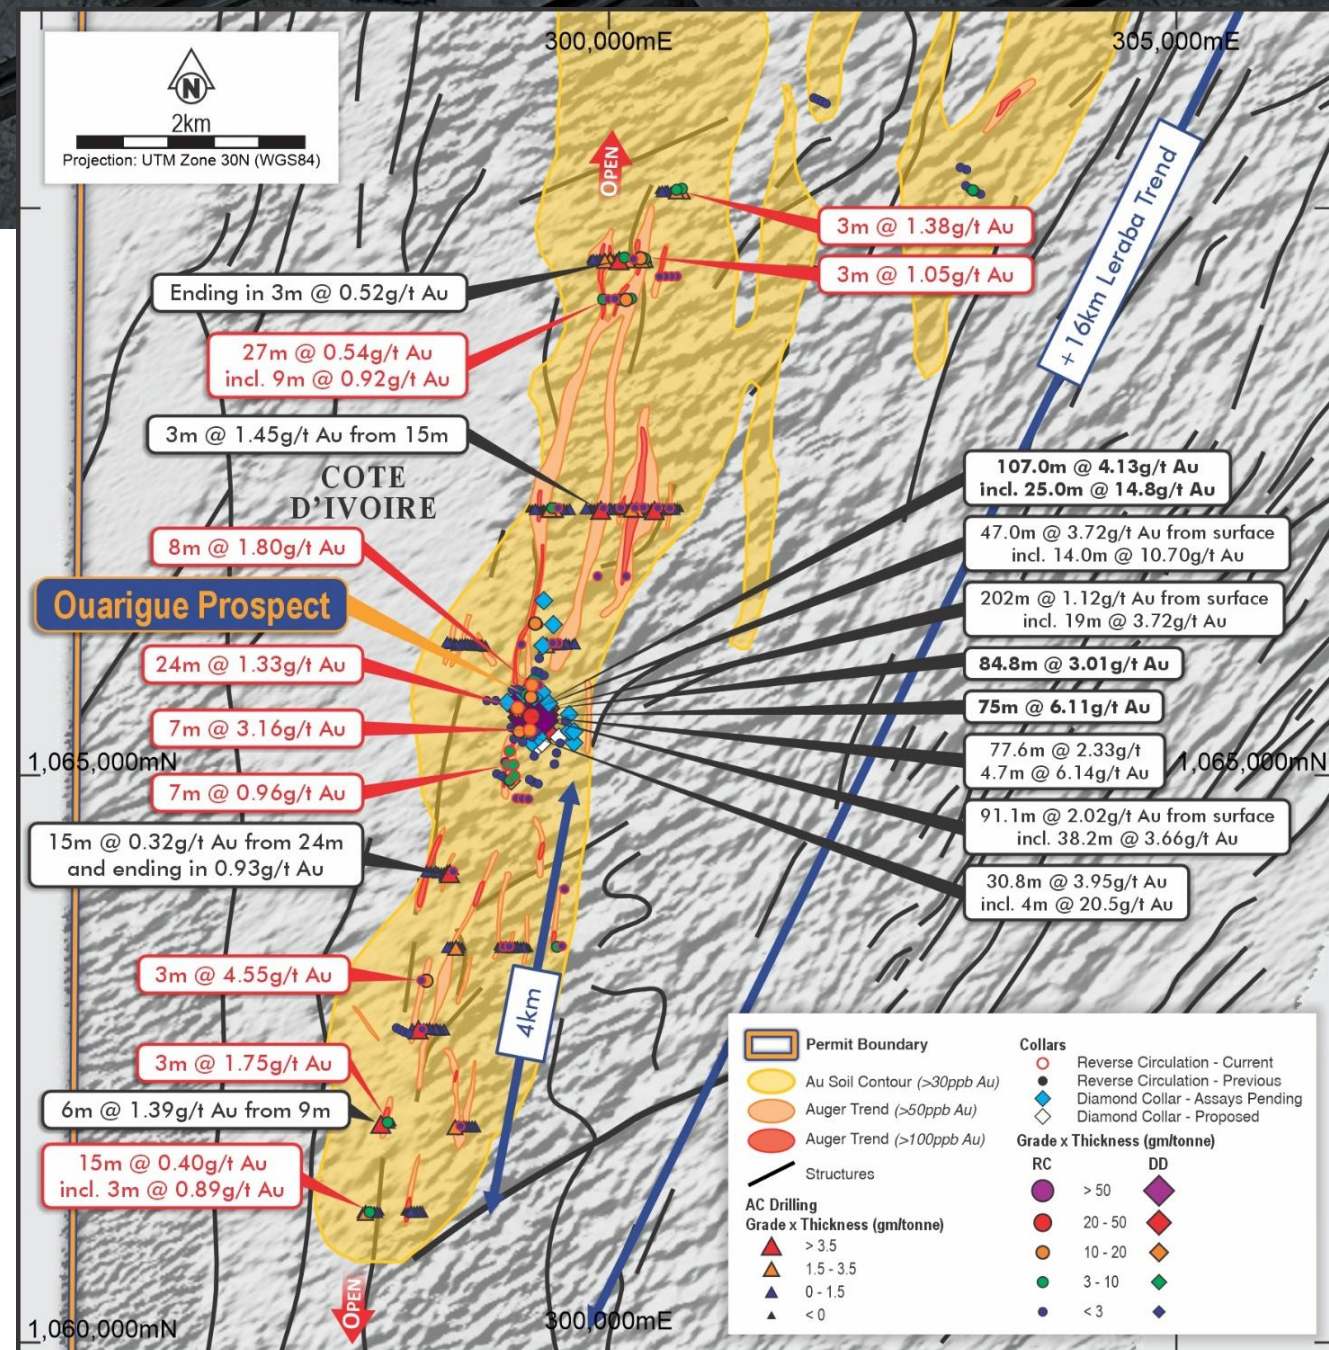 300,000mE
305,000mE
N
2km
Projection: UTM Zone 30N (WGS84)
OPEN
+16km Leraba Trend
3m @ 1.38g/t Au
3m @ 1.05g/t Au
Ending in 3m @ 0.52g/t Au
27m @ 0.54g/t Au
incl. 9m @ 0.92g/t Au
3m @ 1.45g/t Au from 15m
COTE
D'IVOIRE
8m @ 1.80g/t Au
Ouarigue Prospect
24m @ 1.33g/t Au
7m @ 3.16g/t Au
1,065,000mN
7m @ 0.96g/t Au
15m @ 0.32g/t Au from 24m
and ending in 0.93g/t Au
3m @ 4.55g/t Au
3m @ 1.75g/t Au
6m @ 1.39g/t Au from 9m
15m @ 0.40g/t Au
incl. 3m @ 0.89g/t Au
107.0m @ 4.13g/t Au
incl. 25.0m @ 14.8g/t Au
47.0m @ 3.72g/t Au from surface
incl. 14.0m @ 10.70g/t Au
202m @ 1.12g/t Au from surface
incl. 19m @ 3.72g/t Au
84.8m @ 3.01g/t Au
75m @ 6.11g/t Au
77.6m @ 2.33g/t
4.7m @ 6.14g/t Au
1,065,000mN
91.1m @ 2.02g/t Au from surface
incl. 38.2m @ 3.66g/t Au
30.8m @ 3.95g/t Au
incl. 4m @ 20.5g/t Au
4km
OPEN
1,060,000mN
300,000mE
Permit Boundary
Au Soil Contour (>30ppb Au)
Auger Trend (>50ppb Au)
Auger Trend (>100ppb Au)
Structures
AC Drilling
Grade x Thickness (gm/tonne)
> 3.5
1.5 - 3.5
0 - 1.5
< 0
Collars
Reverse Circulation - Current
Reverse Circulation - Previous
Diamond Collar - Assays Pending
Diamond Collar - Proposed
Grade x Thickness (gm/tonne)
RC DD
> 50
20 - 50
10 - 20
3 - 10
< 3